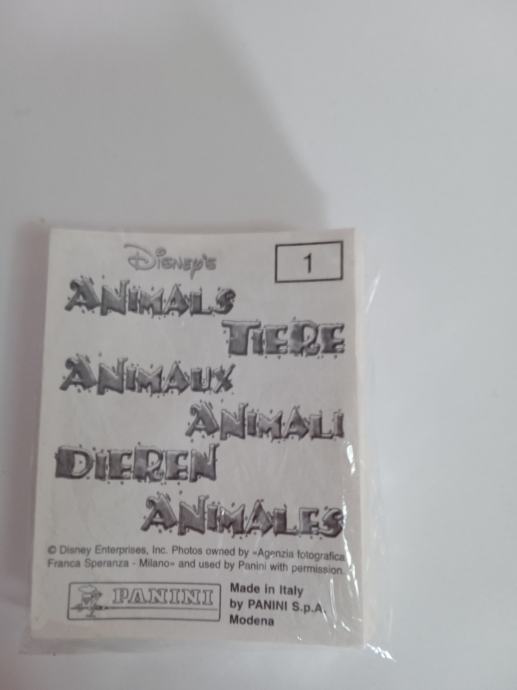 Disney's
1
ANIMALS
TIERE
ANIMAUX
ANIMALI
DIEREN
ANIMALES
© Disney Enterprises, Inc. Photos owned by «Agenzia fotografica
Franca Speranza - Milano» and used by Panini with permission.
PANINI
Made in Italy
by PANINI S.p.A.
Modena